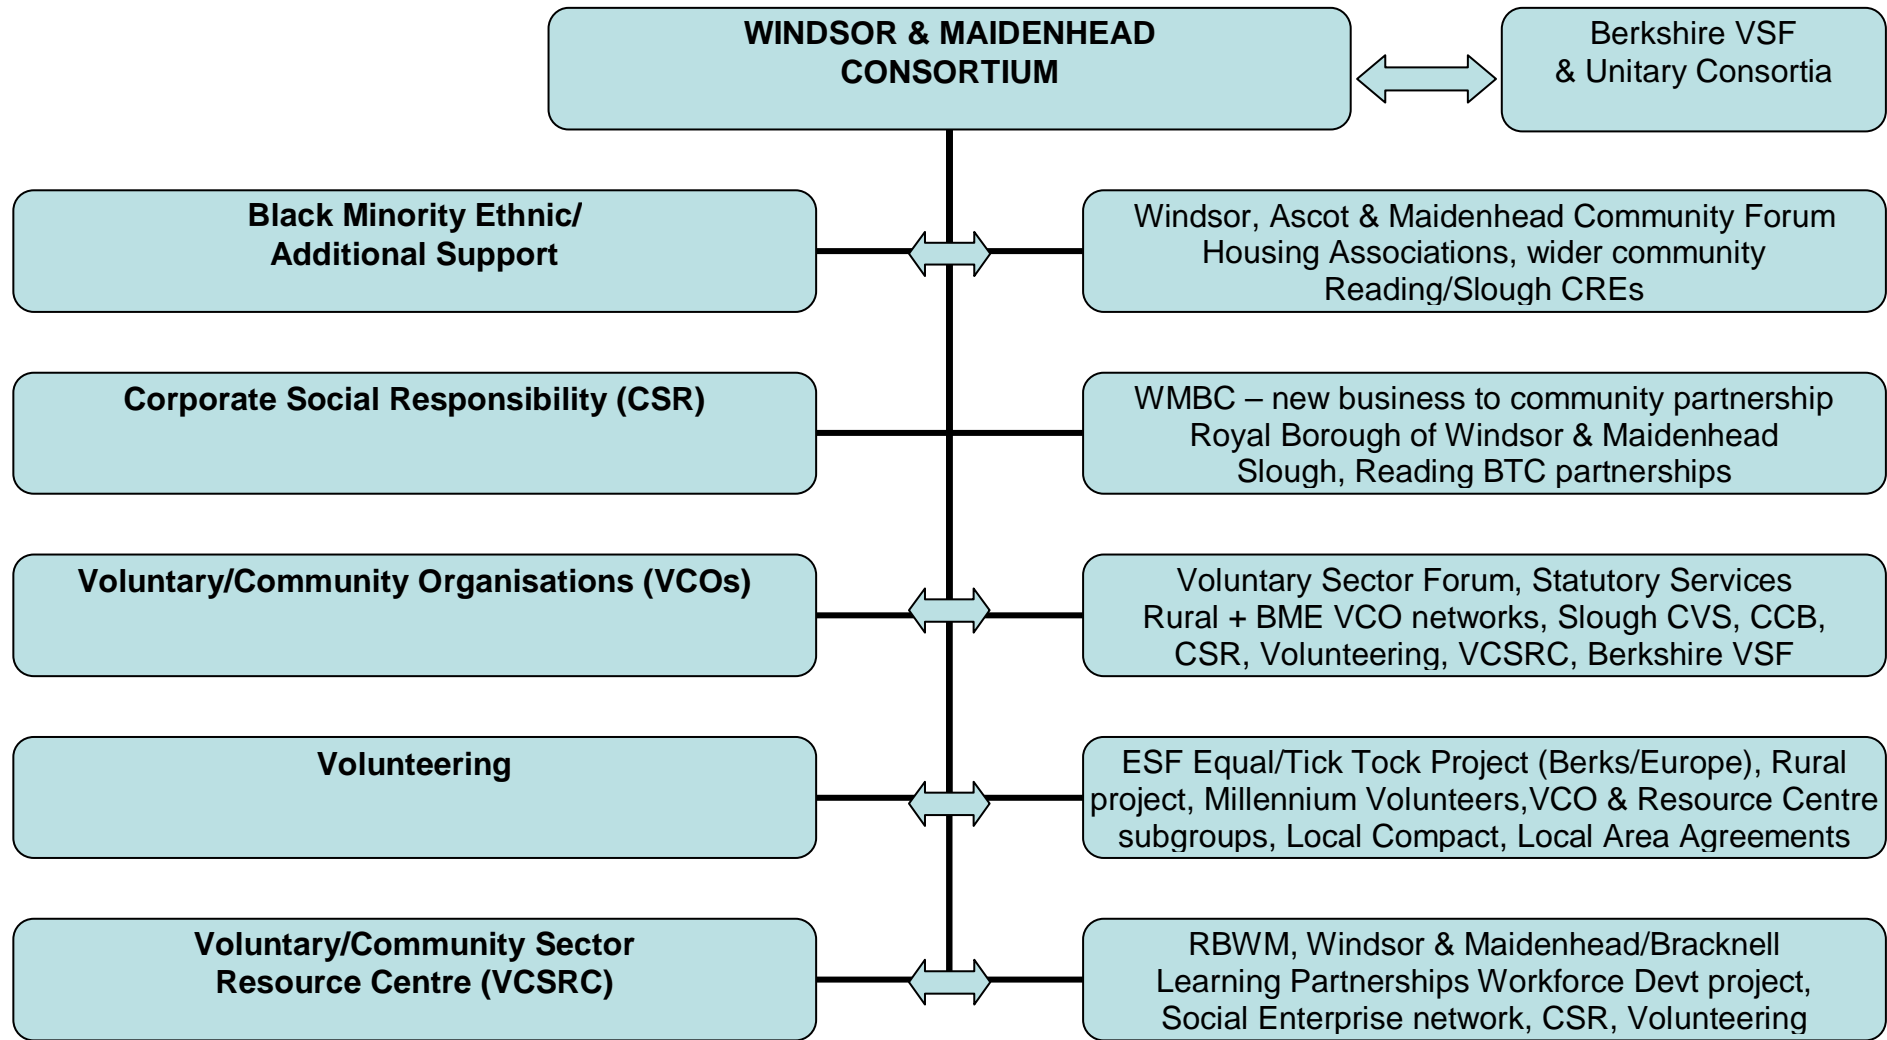 WINDSOR & MAIDENHEAD
CONSORTIUM
Berkshire VSF
& Unitary Consortia
Black Minority Ethnic/
Additional Support
Windsor, Ascot & Maidenhead Community Forum
Housing Associations, wider community
Reading/Slough CREs
Corporate Social Responsibility (CSR)
WMBC – new business to community partnership
Royal Borough of Windsor & Maidenhead
Slough, Reading BTC partnerships
Voluntary/Community Organisations (VCOs)
Voluntary Sector Forum, Statutory Services
Rural + BME VCO networks, Slough CVS, CCB,
CSR, Volunteering, VCSRC, Berkshire VSF
Volunteering
ESF Equal/Tick Tock Project (Berks/Europe), Rural
project, Millennium Volunteers,VCO & Resource Centre
subgroups, Local Compact, Local Area Agreements
Voluntary/Community Sector
Resource Centre (VCSRC)
RBWM, Windsor & Maidenhead/Bracknell
Learning Partnerships Workforce Devt project,
Social Enterprise network, CSR, Volunteering